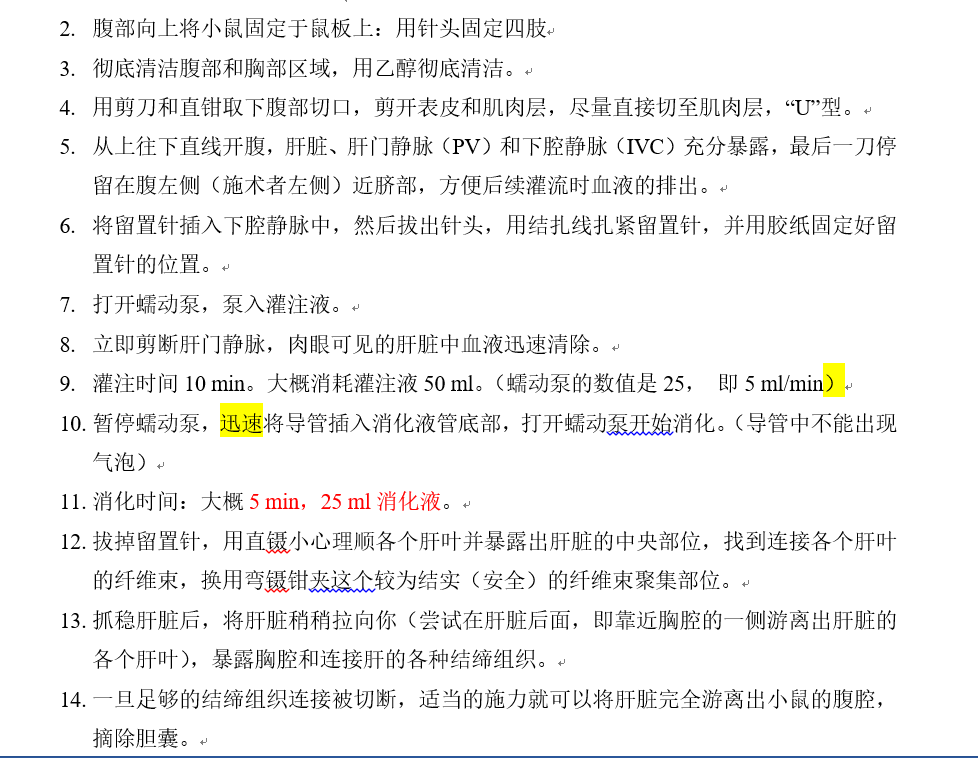 2. 腹部向上将小鼠固定于鼠板上：用针头固定四肢
3. 彻底清洁腹部和胸部区域，用乙醇彻底清洁。
4. 用剪刀和直钳取下腹部切口，剪开表皮和肌肉层，尽量直接切至肌肉层，“U”型。
5. 从上往下直线开腹，肝脏、肝门静脉（PV）和下腔静脉（IVC）充分暴露，最后一刀停
留在腹左侧（施术者左侧）近脐部，方便后续灌流时血液的排出。
6. 将留置针插入下腔静脉中，然后拔出针头，用结扎线扎紧留置针，并用胶纸固定好留
置针的位置。
7. 打开蠕动泵，泵入灌注液。
8. 立即剪断肝门静脉，肉眼可见的肝脏中血液迅速清除。
9. 灌注时间 10 min。大概消耗灌注液 50 ml。（蠕动泵的数值是 25， 即 5 ml/min）
10. 暂停蠕动泵，迅速将导管插入消化液管底部，打开蠕动泵开始消化。（导管中不能出现
气泡）
11. 消化时间：大概 5 min，25 ml 消化液。
12. 拔掉留置针，用直镊小心理顺各个肝叶并暴露出肝脏的中央部位，找到连接各个肝叶
的纤维束，换用弯镊钳夹这个较为结实（安全）的纤维束聚集部位。
13. 抓稳肝脏后，将肝脏稍稍拉向你（尝试在肝脏后面，即靠近胸腔的一侧游离出肝脏的
各个肝叶），暴露胸腔和连接肝的各种结缔组织。
14. 一旦足够的结缔组织连接被切断，适当的施力就可以将肝脏完全游离出小鼠的腹腔，
摘除胆囊。